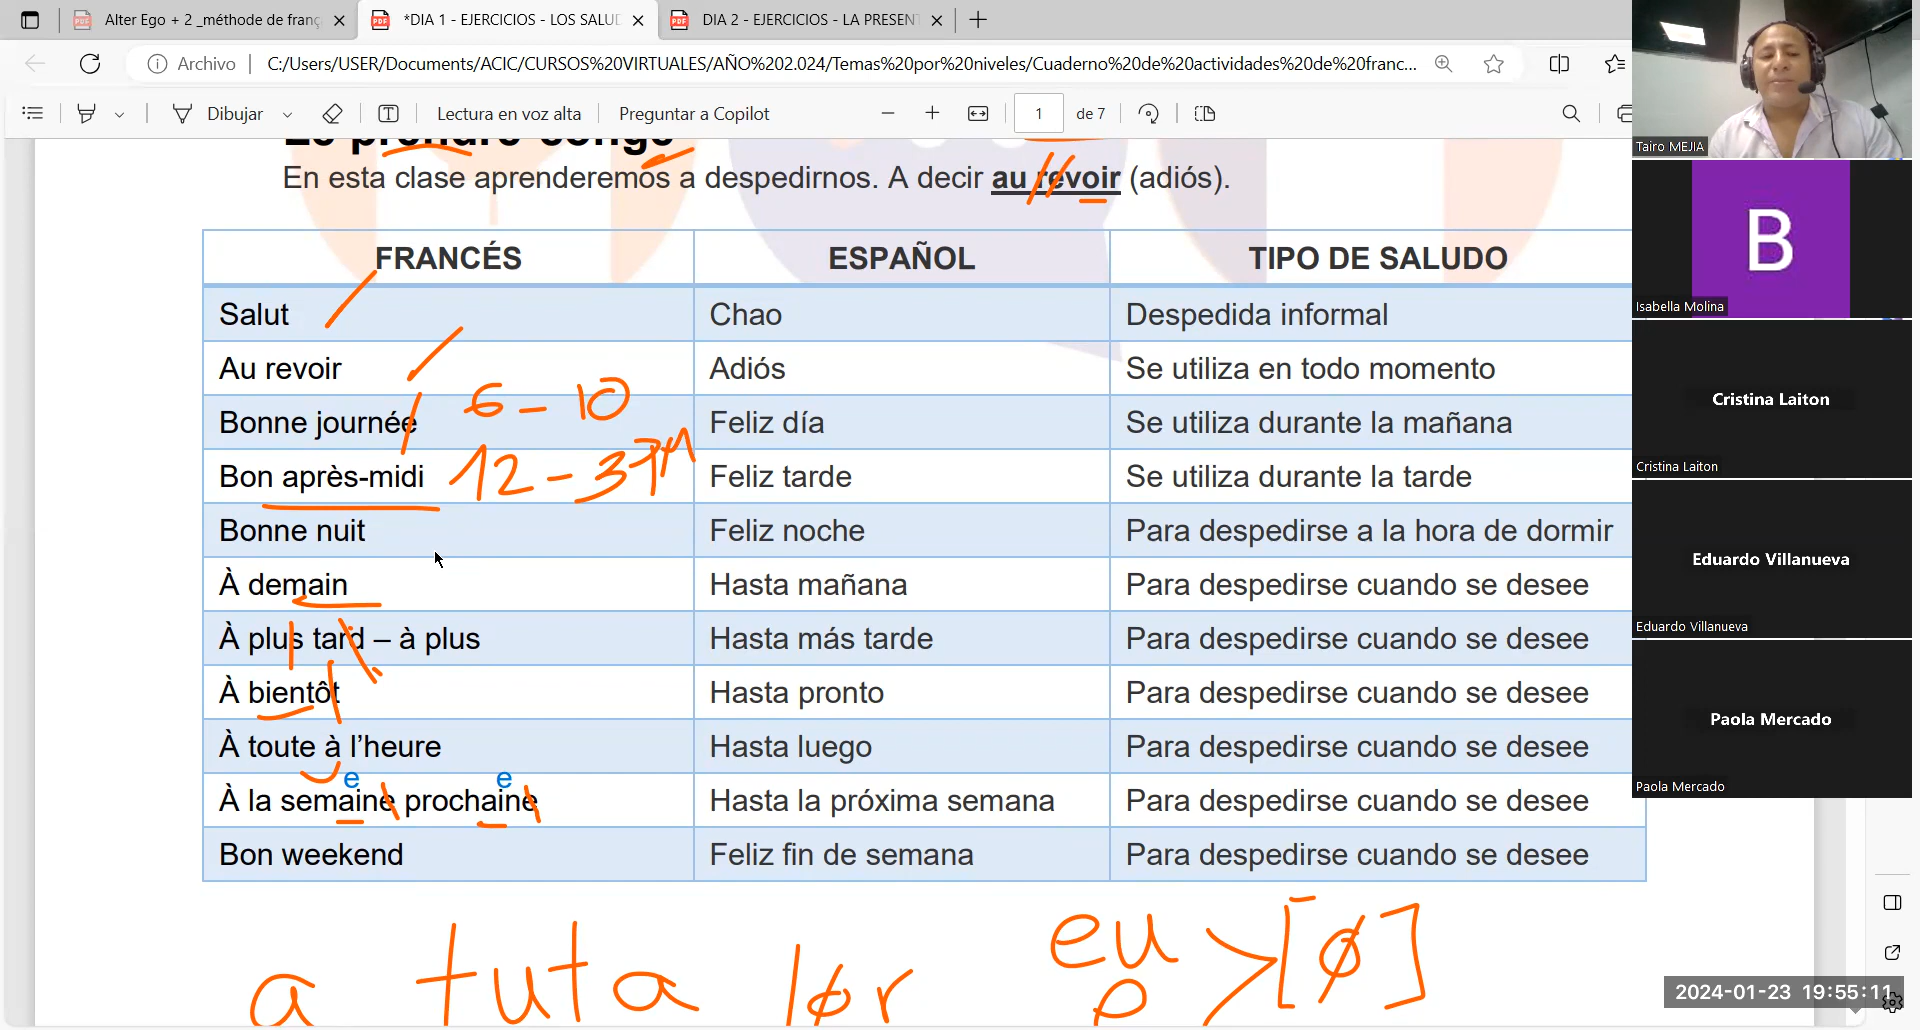 Alter Ego + 2 _méthode de franç
*DIA 1 - EJERCICIOS - LOS SALUD
DIA 2 - EJERCICIOS - LA PRESENT
Archivo
C:/Users/USER/Documents/ACIC/CURSOS%20VIRTUALES/AÑO%202.024/Temas%20por%20niveles/Cuaderno%20de%20actividades%20de%20franc...
Dibujar
Lectura en voz alta
Preguntar a Copilot
1 de 7
En esta clase aprenderemos a despedirnos. A decir au revoir (adiós).
FRANCÉS ESPAÑOL TIPO DE SALUDO
Salut Chao Despedida informal
Au revoir Adiós Se utiliza en todo momento
Bonne journée 6 - 10 Feliz día Se utiliza durante la mañana
Bon après-midi 12 - 3 PM Feliz tarde Se utiliza durante la tarde
Bonne nuit Feliz noche Para despedirse a la hora de dormir
À demain Hasta mañana Para despedirse cuando se desee
À plus tard – à plus Hasta más tarde Para despedirse cuando se desee
À bientôt Hasta pronto Para despedirse cuando se desee
À toute à l’heure Hasta luego Para despedirse cuando se desee
e e
À la semaine prochaine Hasta la próxima semana Para despedirse cuando se desee
Bon weekend Feliz fin de semana Para despedirse cuando se desee
eu [ø]
a tuta lør e
Tairo MEJIA
B
Isabella Molina
Cristina Laiton
Cristina Laiton
Eduardo Villanueva
Eduardo Villanueva
Paola Mercado
Paola Mercado
2024-01-23 19:55:11